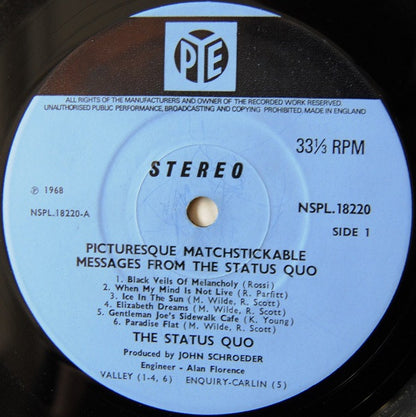 PYE
ALL RIGHTS OF THE MANUFACTURERS AND OWNER OF THE RECORDED WORK RESERVED.
UNAUTHORISED PUBLIC PERFORMANCE, BROADCASTING AND COPYING PROHIBITED. MADE IN ENGLAND
33⅓ RPM
STEREO
℗ 1968
NSPL.18220-A
NSPL.18220
SIDE 1
PICTURESQUE MATCHSTICKABLE
MESSAGES FROM THE STATUS QUO
1. Black Veils Of Melancholy (Rossi)
2. When My Mind Is Not Live (R. Parfitt)
3. Ice In The Sun (M. Wilde, R. Scott)
4. Elizabeth Dreams (M. Wilde, R. Scott)
5. Gentleman Joe's Sidewalk Cafe (K. Young)
6. Paradise Flat (M. Wilde, R. Scott)
THE STATUS QUO
Produced by JOHN SCHROEDER
Engineer - Alan Florence
VALLEY (1-4, 6) ENQUIRY-CARLIN (5)